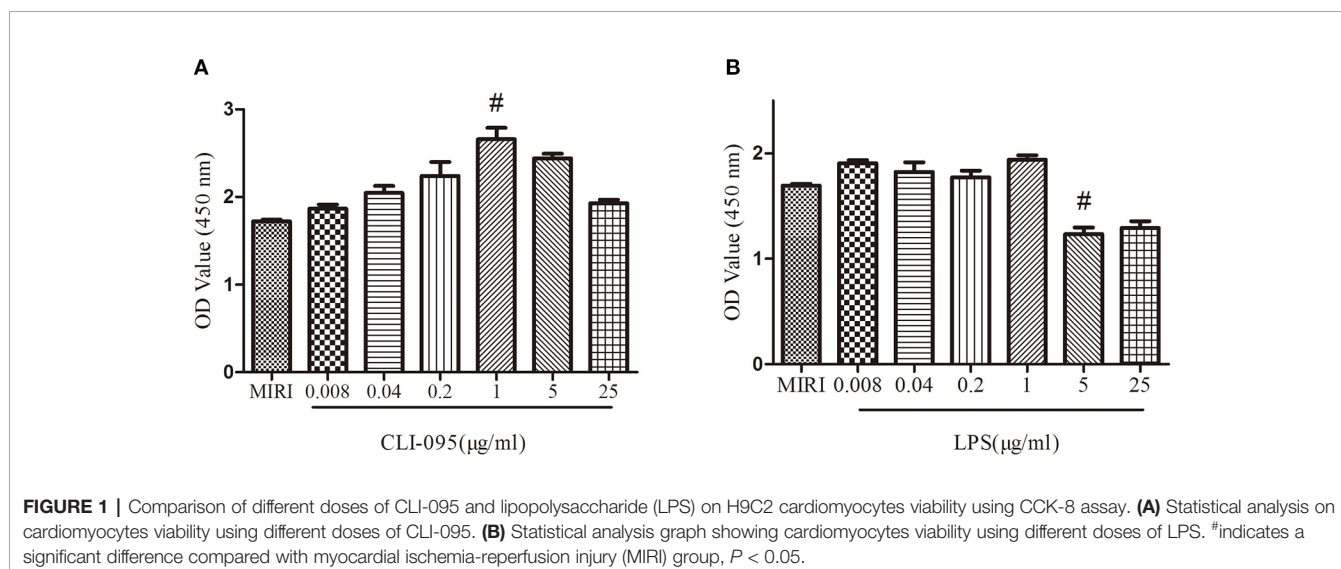 A
B
#
OD Value (450 nm)
3
2
1
0
MIRI 0.008 0.04 0.2 1 5 25
CLI-095(μg/ml)
#
OD Value (450 nm)
2
1
0
MIRI 0.008 0.04 0.2 1 5 25
LPS(μg/ml)
FIGURE 1 | Comparison of different doses of CLI-095 and lipopolysaccharide (LPS) on H9C2 cardiomyocytes viability using CCK-8 assay. (A) Statistical analysis on
cardiomyocytes viability using different doses of CLI-095. (B) Statistical analysis graph showing cardiomyocytes viability using different doses of LPS. #indicates a
significant difference compared with myocardial ischemia-reperfusion injury (MIRI) group, P < 0.05.